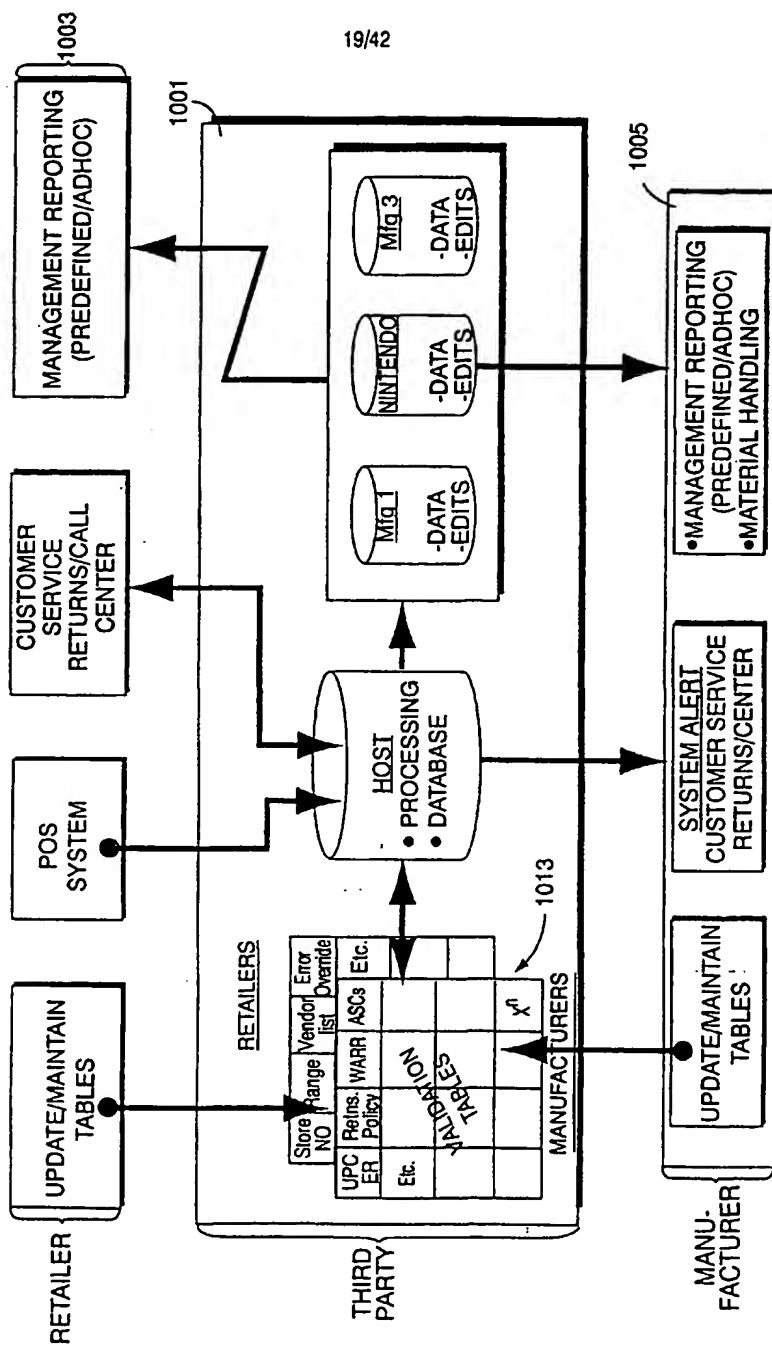 19/42
RETAILER
UPDATE/MAINTAIN
TABLES
POS
SYSTEM
CUSTOMER
SERVICE
RETURNS/CALL
CENTER
MANAGEMENT REPORTING
(PREDEFINED/ADHOC)
1003
THIRD
PARTY
1001
RETAILERS
Store
NO
Range
Vendor
list
Error
Override
UPC
ER
Retns.
Policy
WARR
ASCs
Etc.
Etc.
VALIDATION
TABLES
Xn
MANUFACTURERS
1013
HOST
• PROCESSING
• DATABASE
Mfg 1
-DATA
-EDITS
NINTENDO
-DATA
-EDITS
Mfg 3
-DATA
-EDITS
MANU-
FACTURER
UPDATE/MAINTAIN
TABLES
SYSTEM ALERT
CUSTOMER SERVICE
RETURNS/CENTER
•MANAGEMENT REPORTING
(PREDEFINED/ADHOC)
•MATERIAL HANDLING
1005